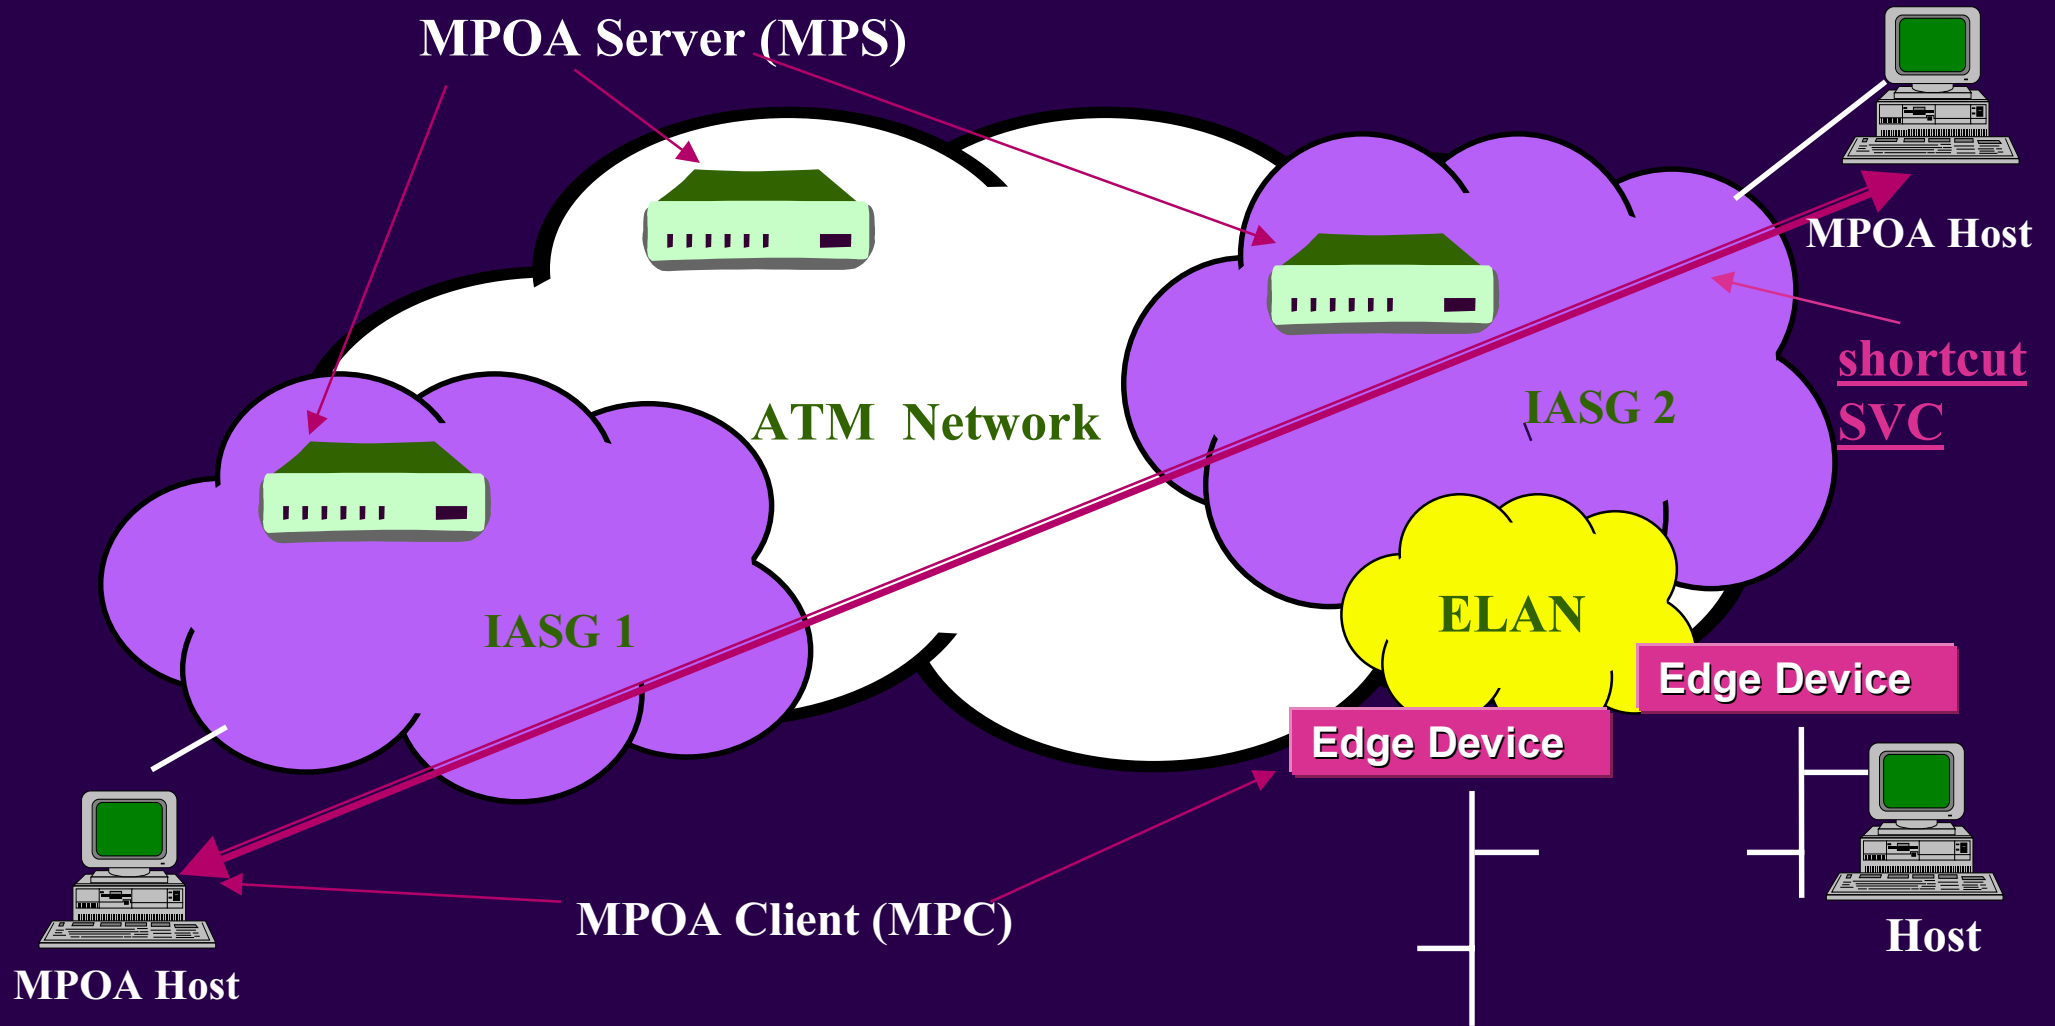 MPOA Server (MPS)
MPOA Host
shortcut
SVC
ATM Network
IASG 2
IASG 1
ELAN
Edge Device
Edge Device
MPOA Client (MPC)
Host
MPOA Host